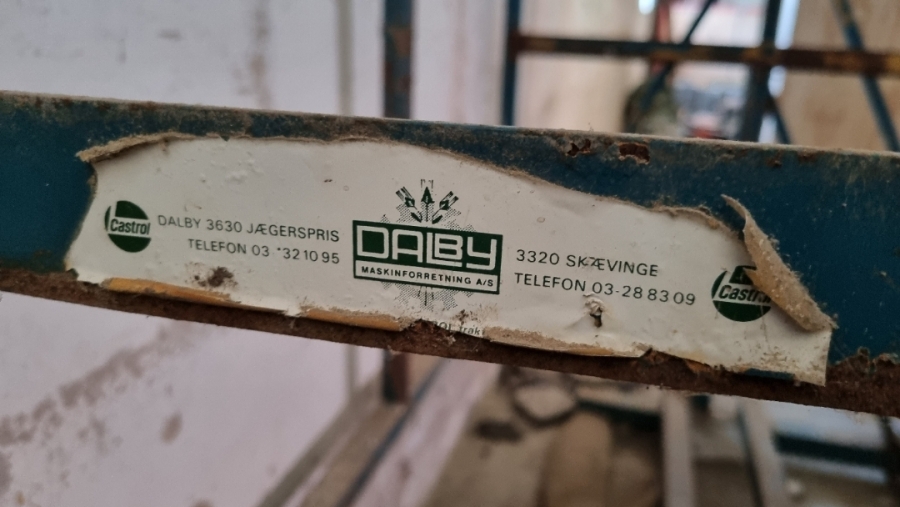 Castrol
DALBY 3630 JÆGERSPRIS
TELEFON 03 *32 10 95
DALBY
MASKINFORRETNING A/S
3320 SKÆVINGE
TELEFON 03-28 83 09
Castrol